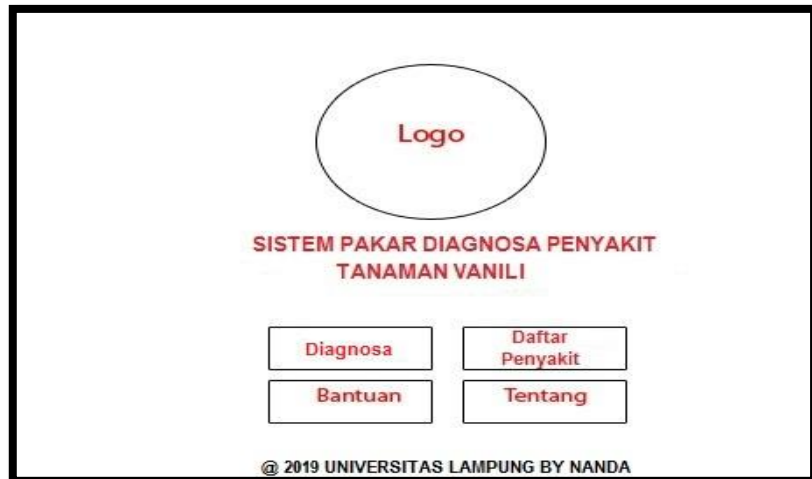 Logo
SISTEM PAKAR DIAGNOSA PENYAKIT
TANAMAN VANILI
Diagnosa
Daftar
Penyakit
Bantuan
Tentang
@ 2019 UNIVERSITAS LAMPUNG BY NANDA